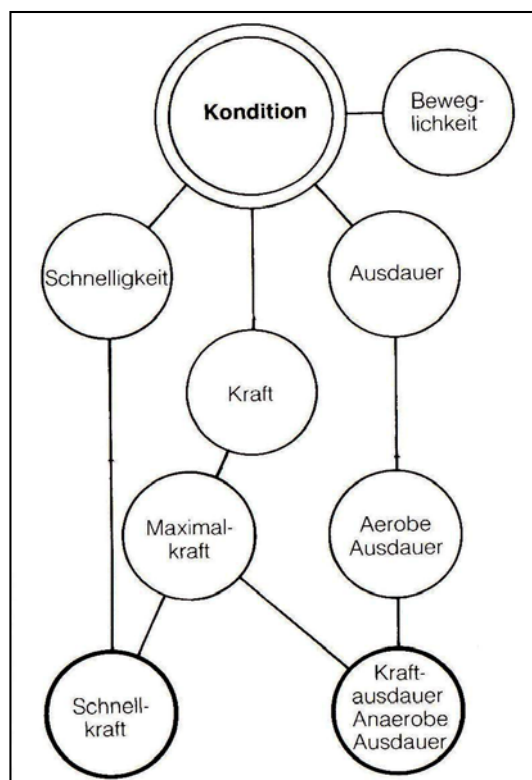 Kondition
Beweg-
lichkeit
Schnelligkeit
Ausdauer
Kraft
Maximal-
kraft
Aerobe
Ausdauer
Schnell-
kraft
Kraft-
ausdauer
Anaerobe
Ausdauer